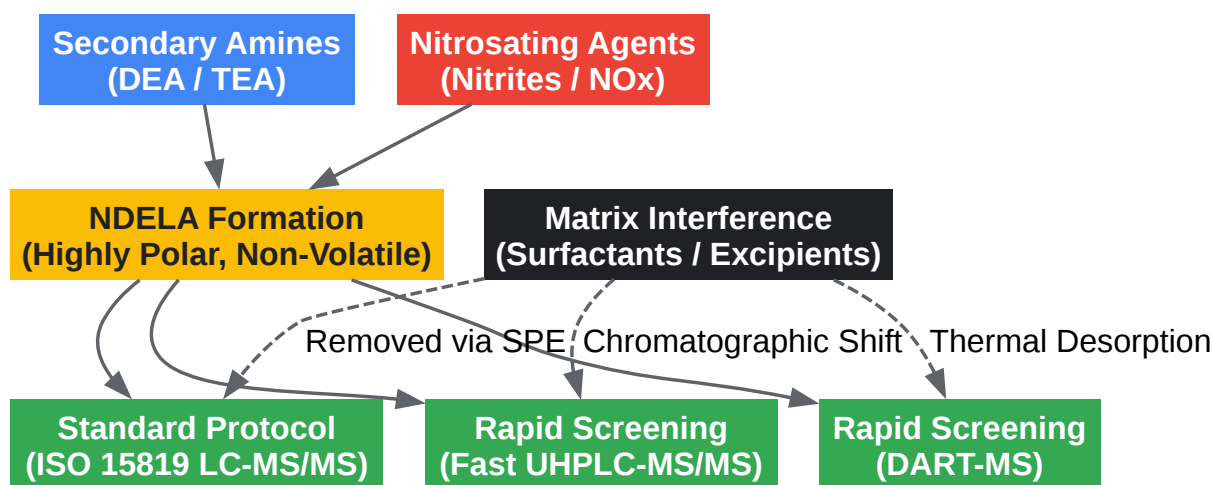 Secondary Amines
(DEA / TEA)
Nitrosating Agents
(Nitrites / NOx)
NDELA Formation
(Highly Polar, Non-Volatile)
Matrix Interference
(Surfactants / Excipients)
Removed via SPE
Chromatographic Shift
Thermal Desorption
Standard Protocol
(ISO 15819 LC-MS/MS)
Rapid Screening
(Fast UHPLC-MS/MS)
Rapid Screening
(DART-MS)